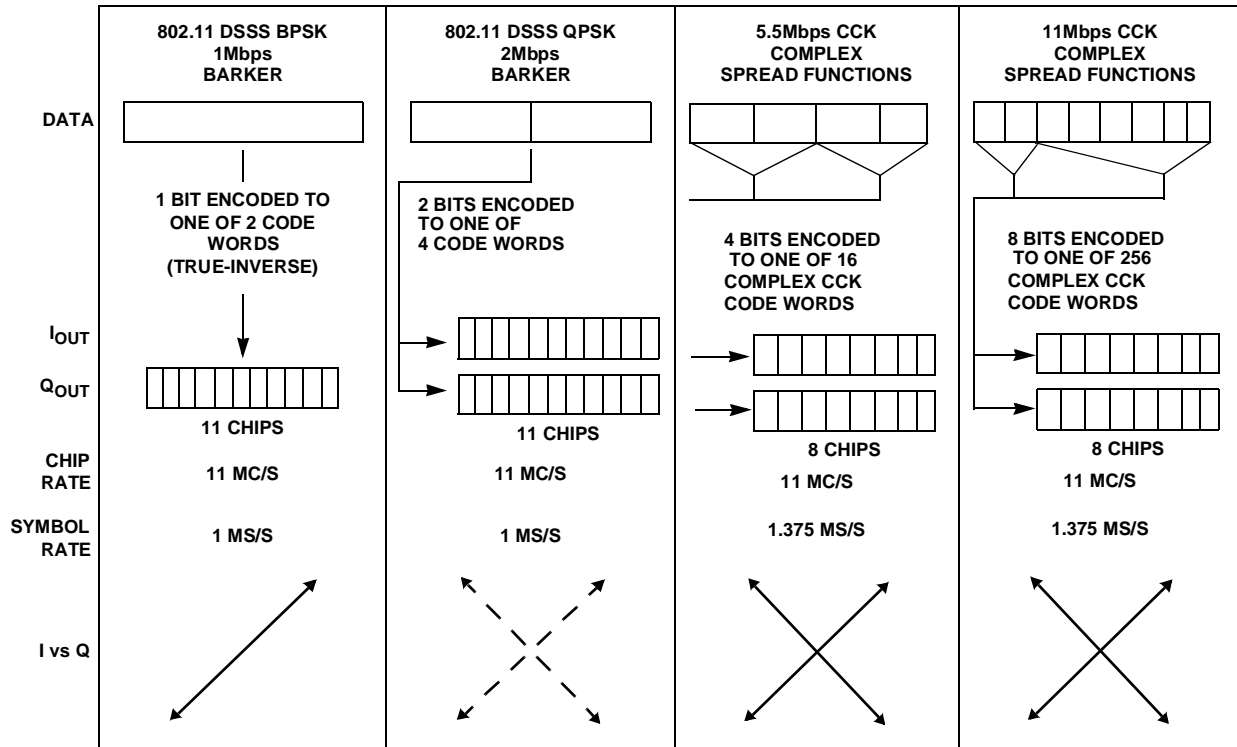 802.11 DSSS BPSK
1Mbps
BARKER
802.11 DSSS QPSK
2Mbps
BARKER
5.5Mbps CCK
COMPLEX
SPREAD FUNCTIONS
11Mbps CCK
COMPLEX
SPREAD FUNCTIONS
DATA
1 BIT ENCODED TO
ONE OF 2 CODE
WORDS
(TRUE-INVERSE)
2 BITS ENCODED
TO ONE OF
4 CODE WORDS
4 BITS ENCODED
TO ONE OF 16
COMPLEX CCK
CODE WORDS
8 BITS ENCODED
TO ONE OF 256
COMPLEX CCK
CODE WORDS
IOUT
QOUT
11 CHIPS
11 CHIPS
8 CHIPS
8 CHIPS
CHIP
RATE
11 MC/S
11 MC/S
11 MC/S
11 MC/S
SYMBOL
RATE
1 MS/S
1 MS/S
1.375 MS/S
1.375 MS/S
I vs Q